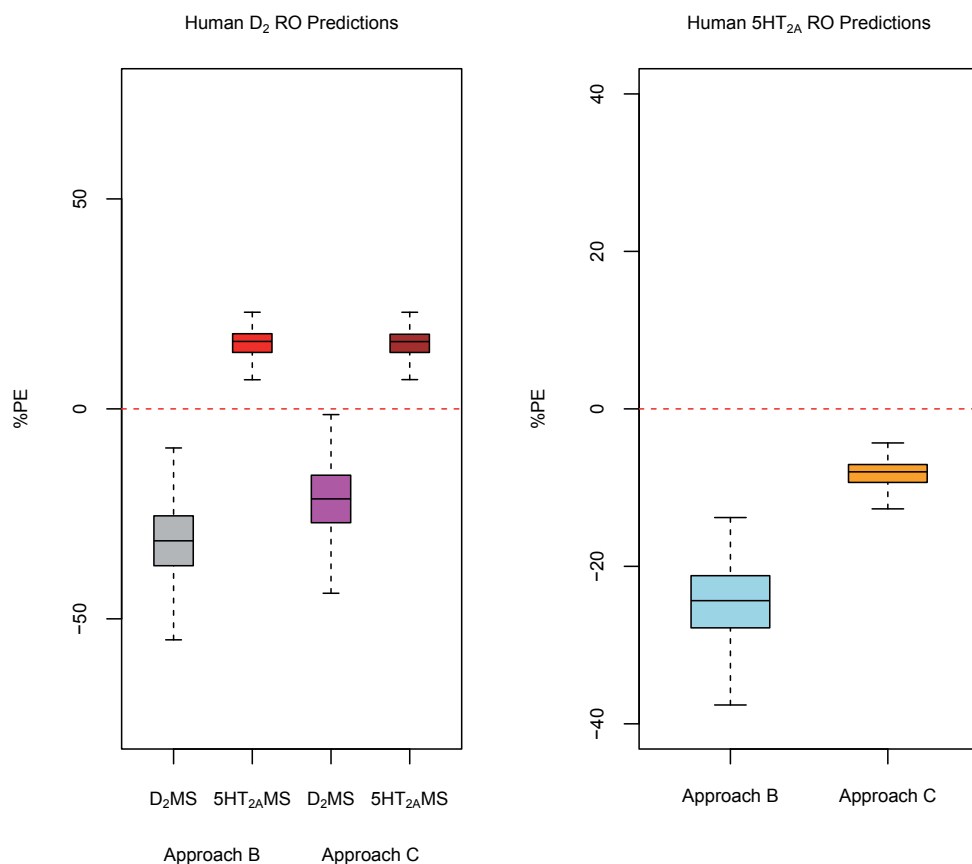 Human D₂ RO Predictions
%PE
50
0
−50
D₂MS 5HT₂ₐMS D₂MS 5HT₂ₐMS
Approach B Approach C
Human 5HT₂ₐ RO Predictions
%PE
40
20
0
−20
−40
Approach B Approach C